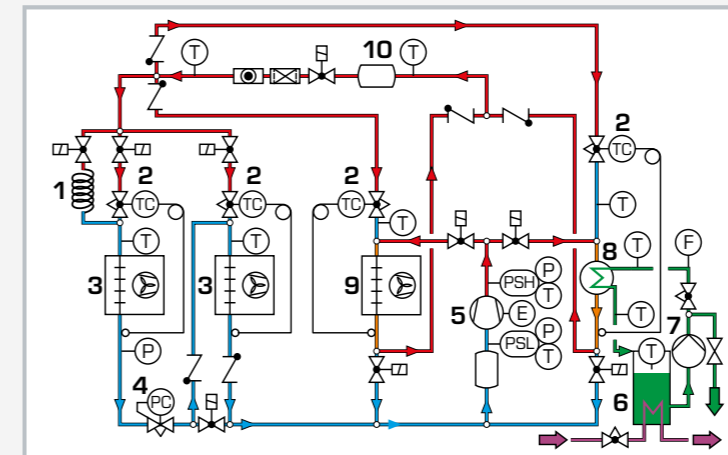 T 10 T
2
TC
1 2 2 2
TC TC TC
T T T T
8 T F
3 3 9 PSH P T
5 E T 7
P PSL P T T
4 PC 6